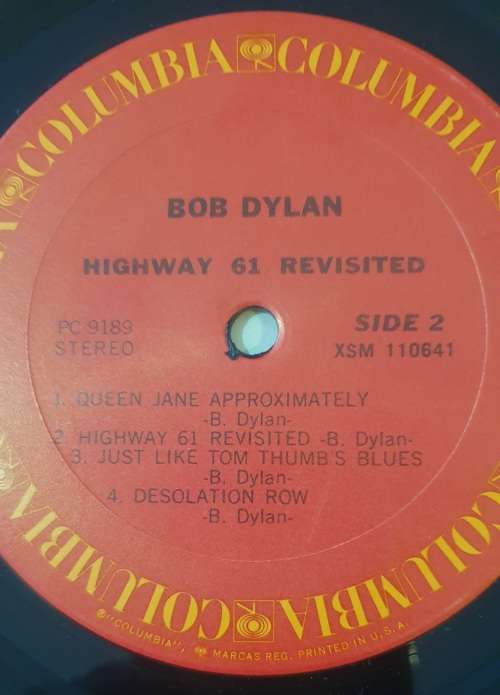 COLUMBIA COLUMBIA
BOB DYLAN
HIGHWAY 61 REVISITED
PC 9189
STEREO
SIDE 2
XSM 110641
1. QUEEN JANE APPROXIMATELY
-B. Dylan-
2. HIGHWAY 61 REVISITED -B. Dylan-
3. JUST LIKE TOM THUMB'S BLUES
-B. Dylan-
4. DESOLATION ROW
-B. Dylan-
COLUMBIA COLUMBIA
®"COLUMBIA", MARCAS REG. PRINTED IN U.S.A.